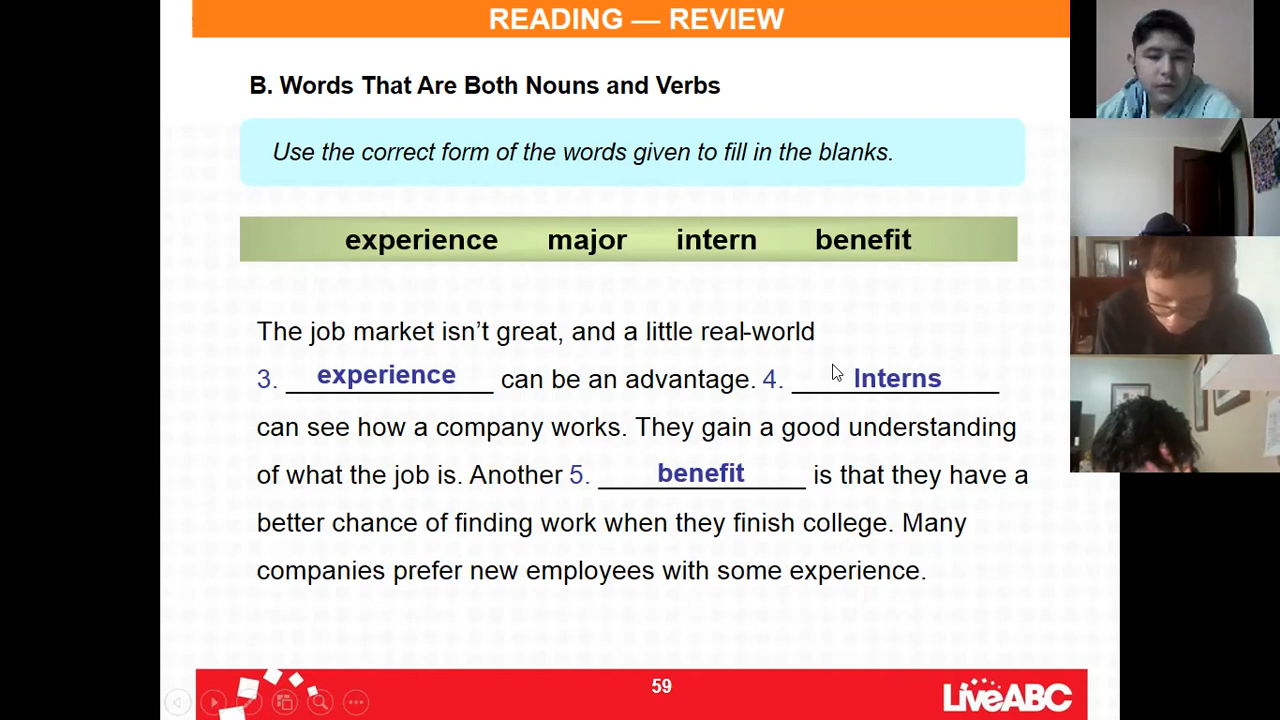 READING — REVIEW
B. Words That Are Both Nouns and Verbs
Use the correct form of the words given to fill in the blanks.
experience major intern benefit
The job market isn't great, and a little real-world
3. experience can be an advantage. 4. Interns
can see how a company works. They gain a good understanding
of what the job is. Another 5. benefit is that they have a
better chance of finding work when they finish college. Many
companies prefer new employees with some experience.
59
LiveABC